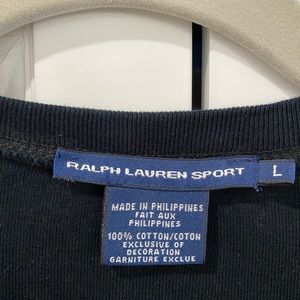 RALPH LAUREN SPORT
L
MADE IN PHILIPPINES
FAIT AUX
PHILIPPINES
100% COTTON/COTON
EXCLUSIVE OF
DECORATION
GARNITURE EXCLUE